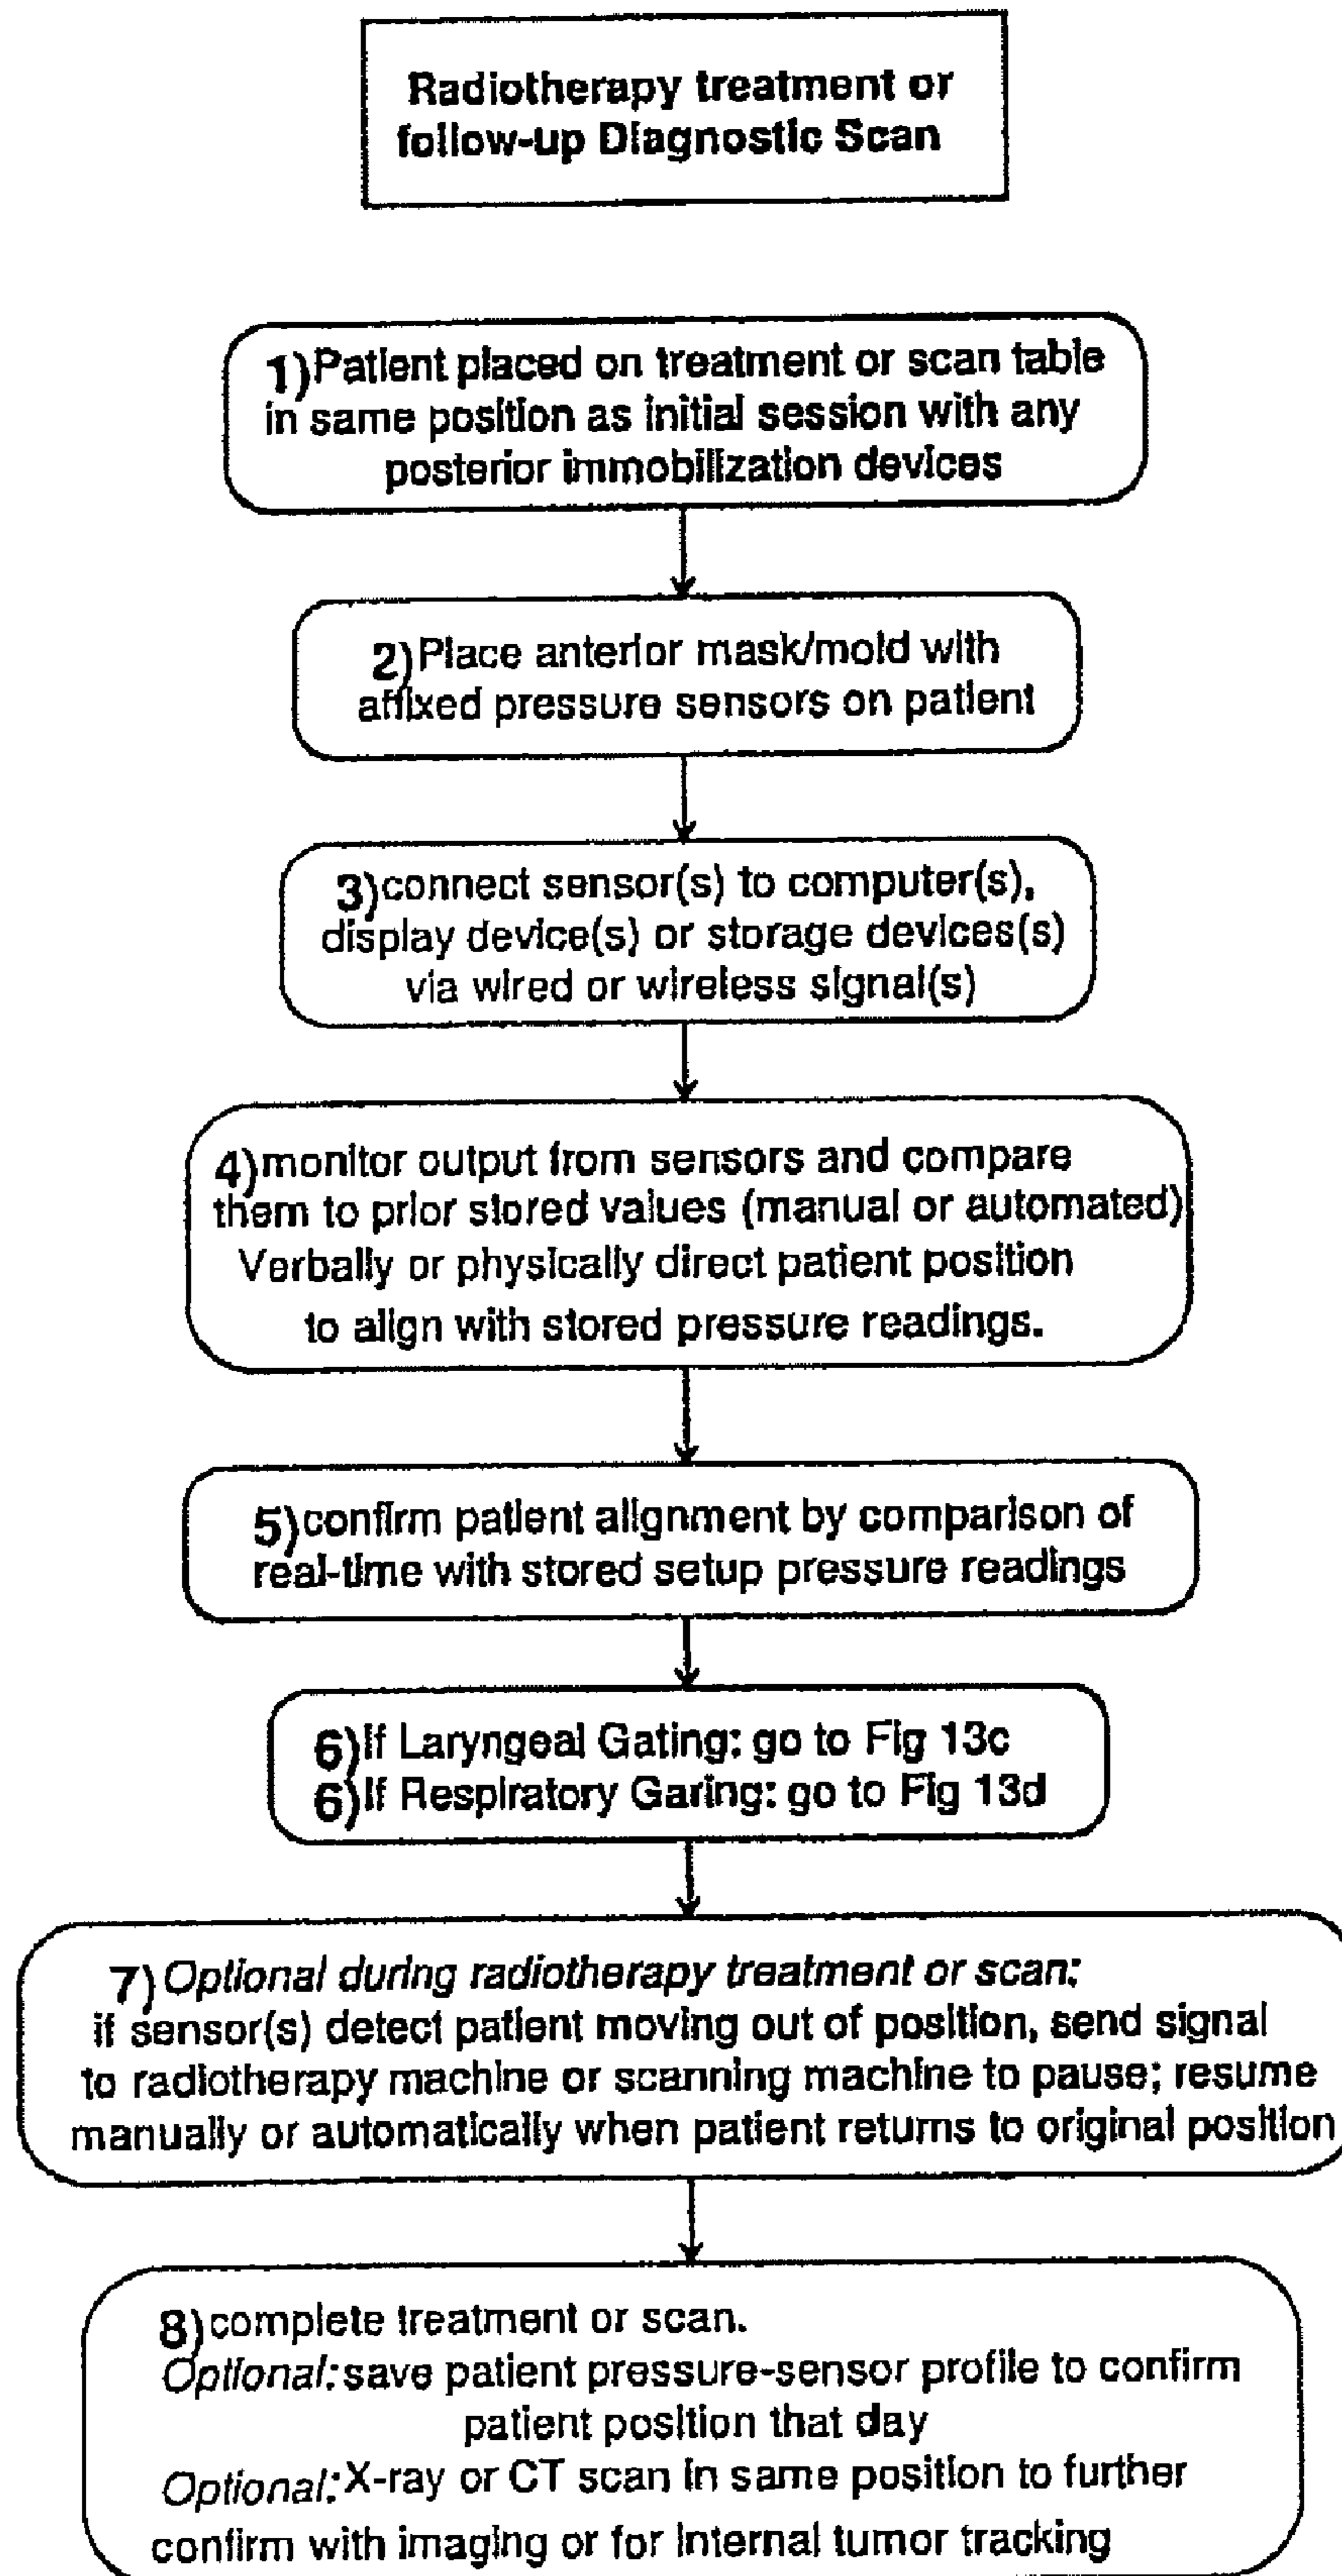 Radiotherapy treatment or
follow-up Diagnostic Scan
1)Patient placed on treatment or scan table
in same position as initial session with any
posterior immobilization devices
2)Place anterior mask/mold with
affixed pressure sensors on patient
3)connect sensor(s) to computer(s),
display device(s) or storage devices(s)
via wired or wireless signal(s)
4)monitor output from sensors and compare
them to prior stored values (manual or automated)
Verbally or physically direct patient position
to align with stored pressure readings.
5)confirm patient alignment by comparison of
real-time with stored setup pressure readings
6)If Laryngeal Gating: go to Fig 13c
6)If Respiratory Garing: go to Fig 13d
7) Optional during radiotherapy treatment or scan:
if sensor(s) detect patient moving out of position, send signal
to radiotherapy machine or scanning machine to pause; resume
manually or automatically when patient returns to original position
8)complete treatment or scan.
Optional: save patient pressure-sensor profile to confirm
patient position that day
Optional: X-ray or CT scan in same position to further
confirm with imaging or for internal tumor tracking